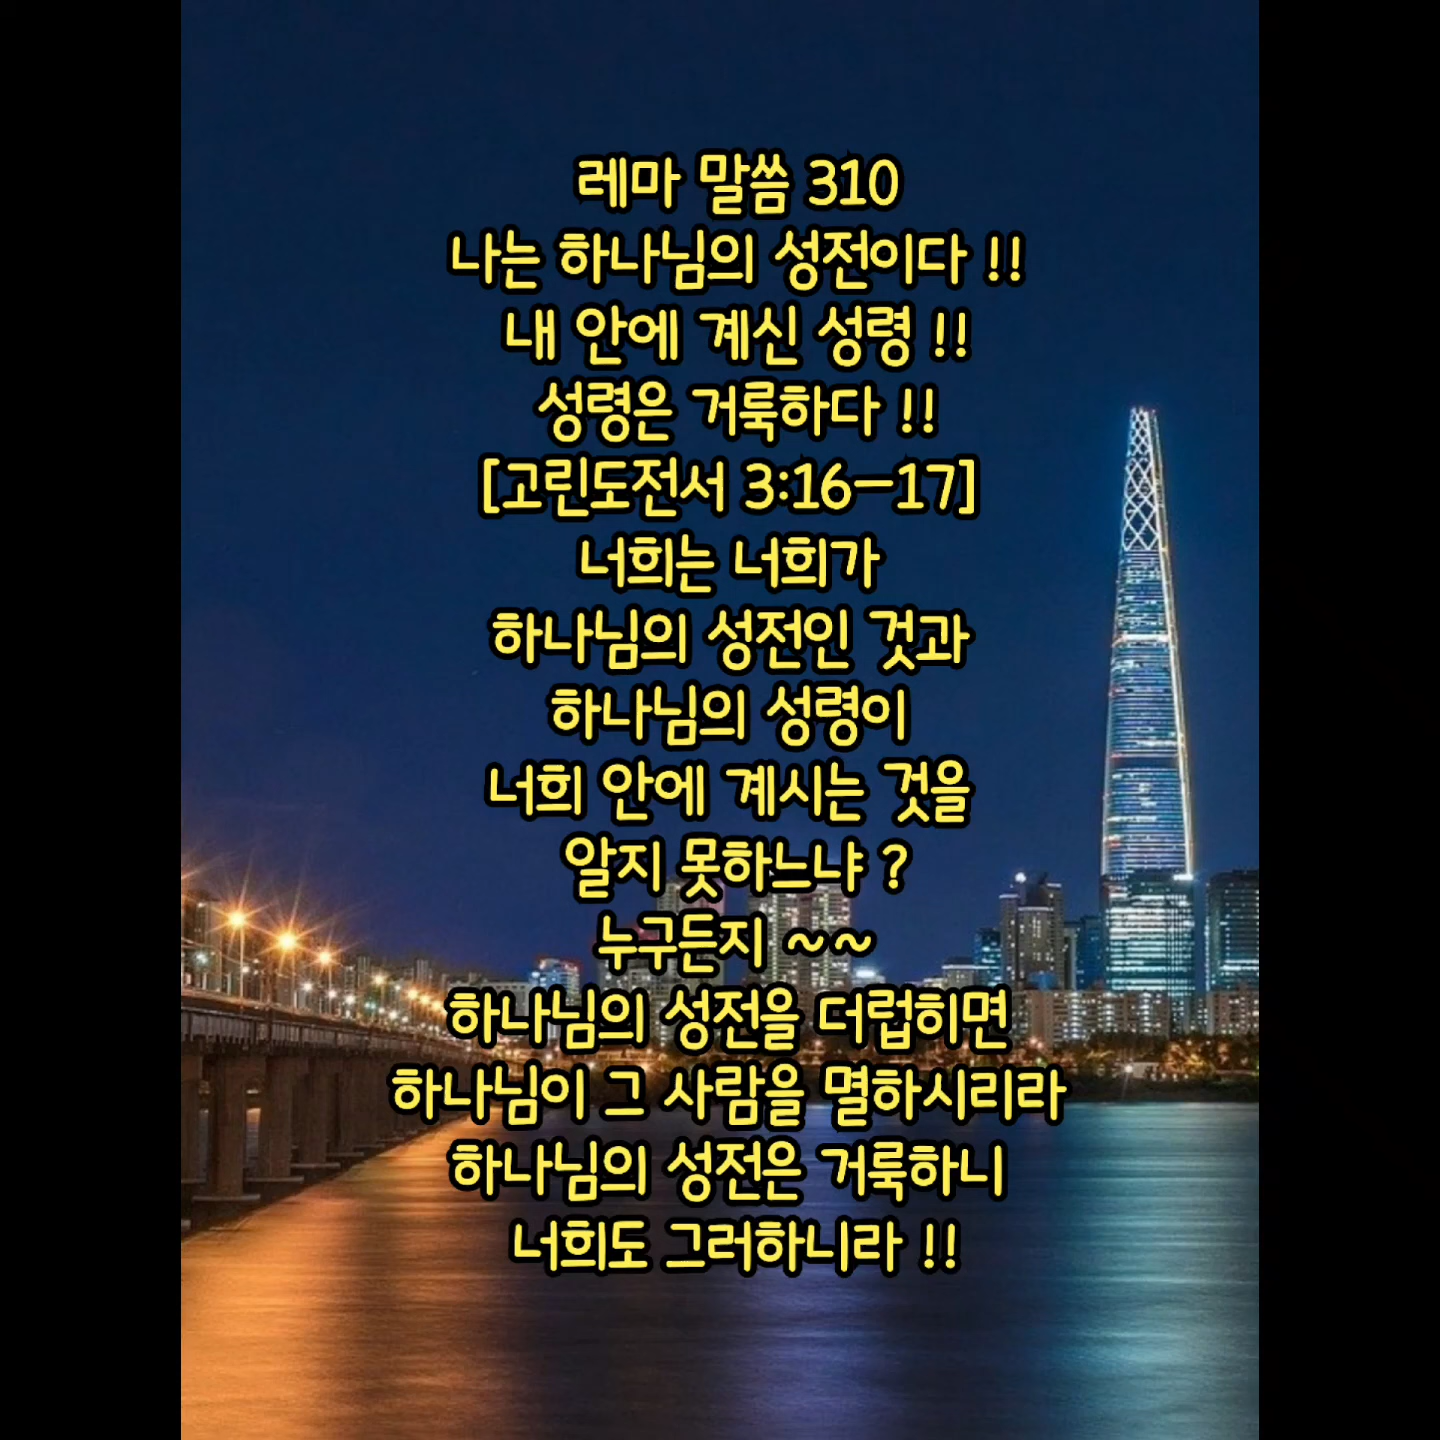 레마 말씀 310
나는 하나님의 성전이다 !!
내 안에 계신 성령 !!
성령은 거룩하다 !!
[고린도전서 3:16-17]
너희는 너희가
하나님의 성전인 것과
하나님의 성령이
너희 안에 계시는 것을
알지 못하느냐 ?
누구든지 ~~
하나님의 성전을 더럽히면
하나님이 그 사람을 멸하시리라
하나님의 성전은 거룩하니
너희도 그러하니라 !!